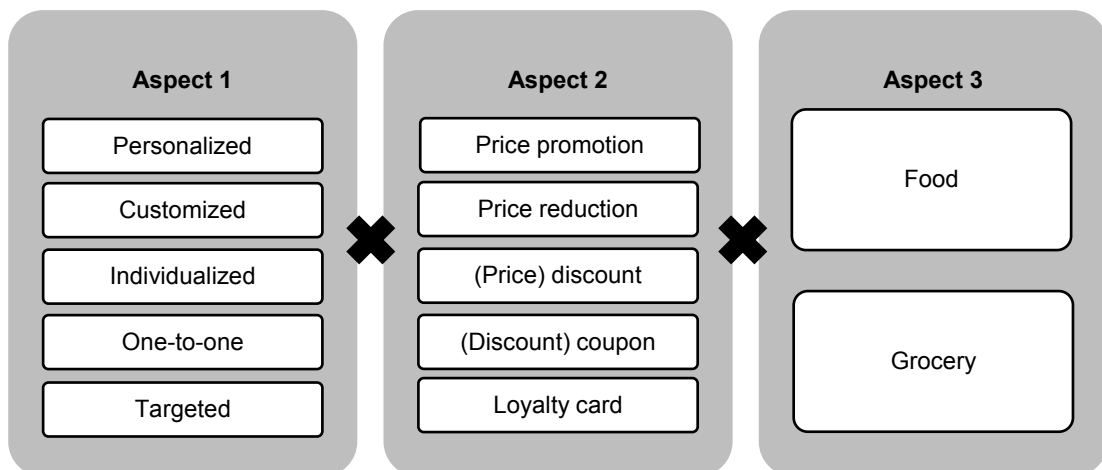 Aspect 1
Personalized
Customized
Individualized
One-to-one
Targeted
Aspect 2
Price promotion
Price reduction
(Price) discount
(Discount) coupon
Loyalty card
Aspect 3
Food
Grocery